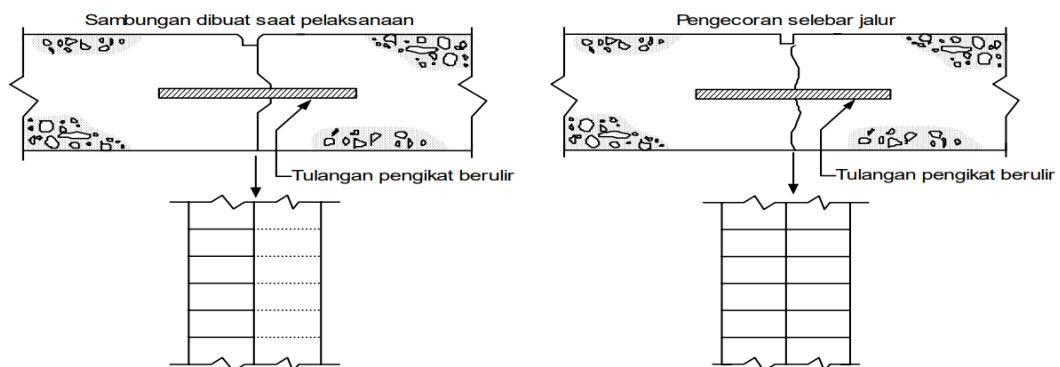 Sambungan dibuat saat pelaksanaan
Pengecoran selebar jalur
Tulangan pengikat berulir
Tulangan pengikat berulir